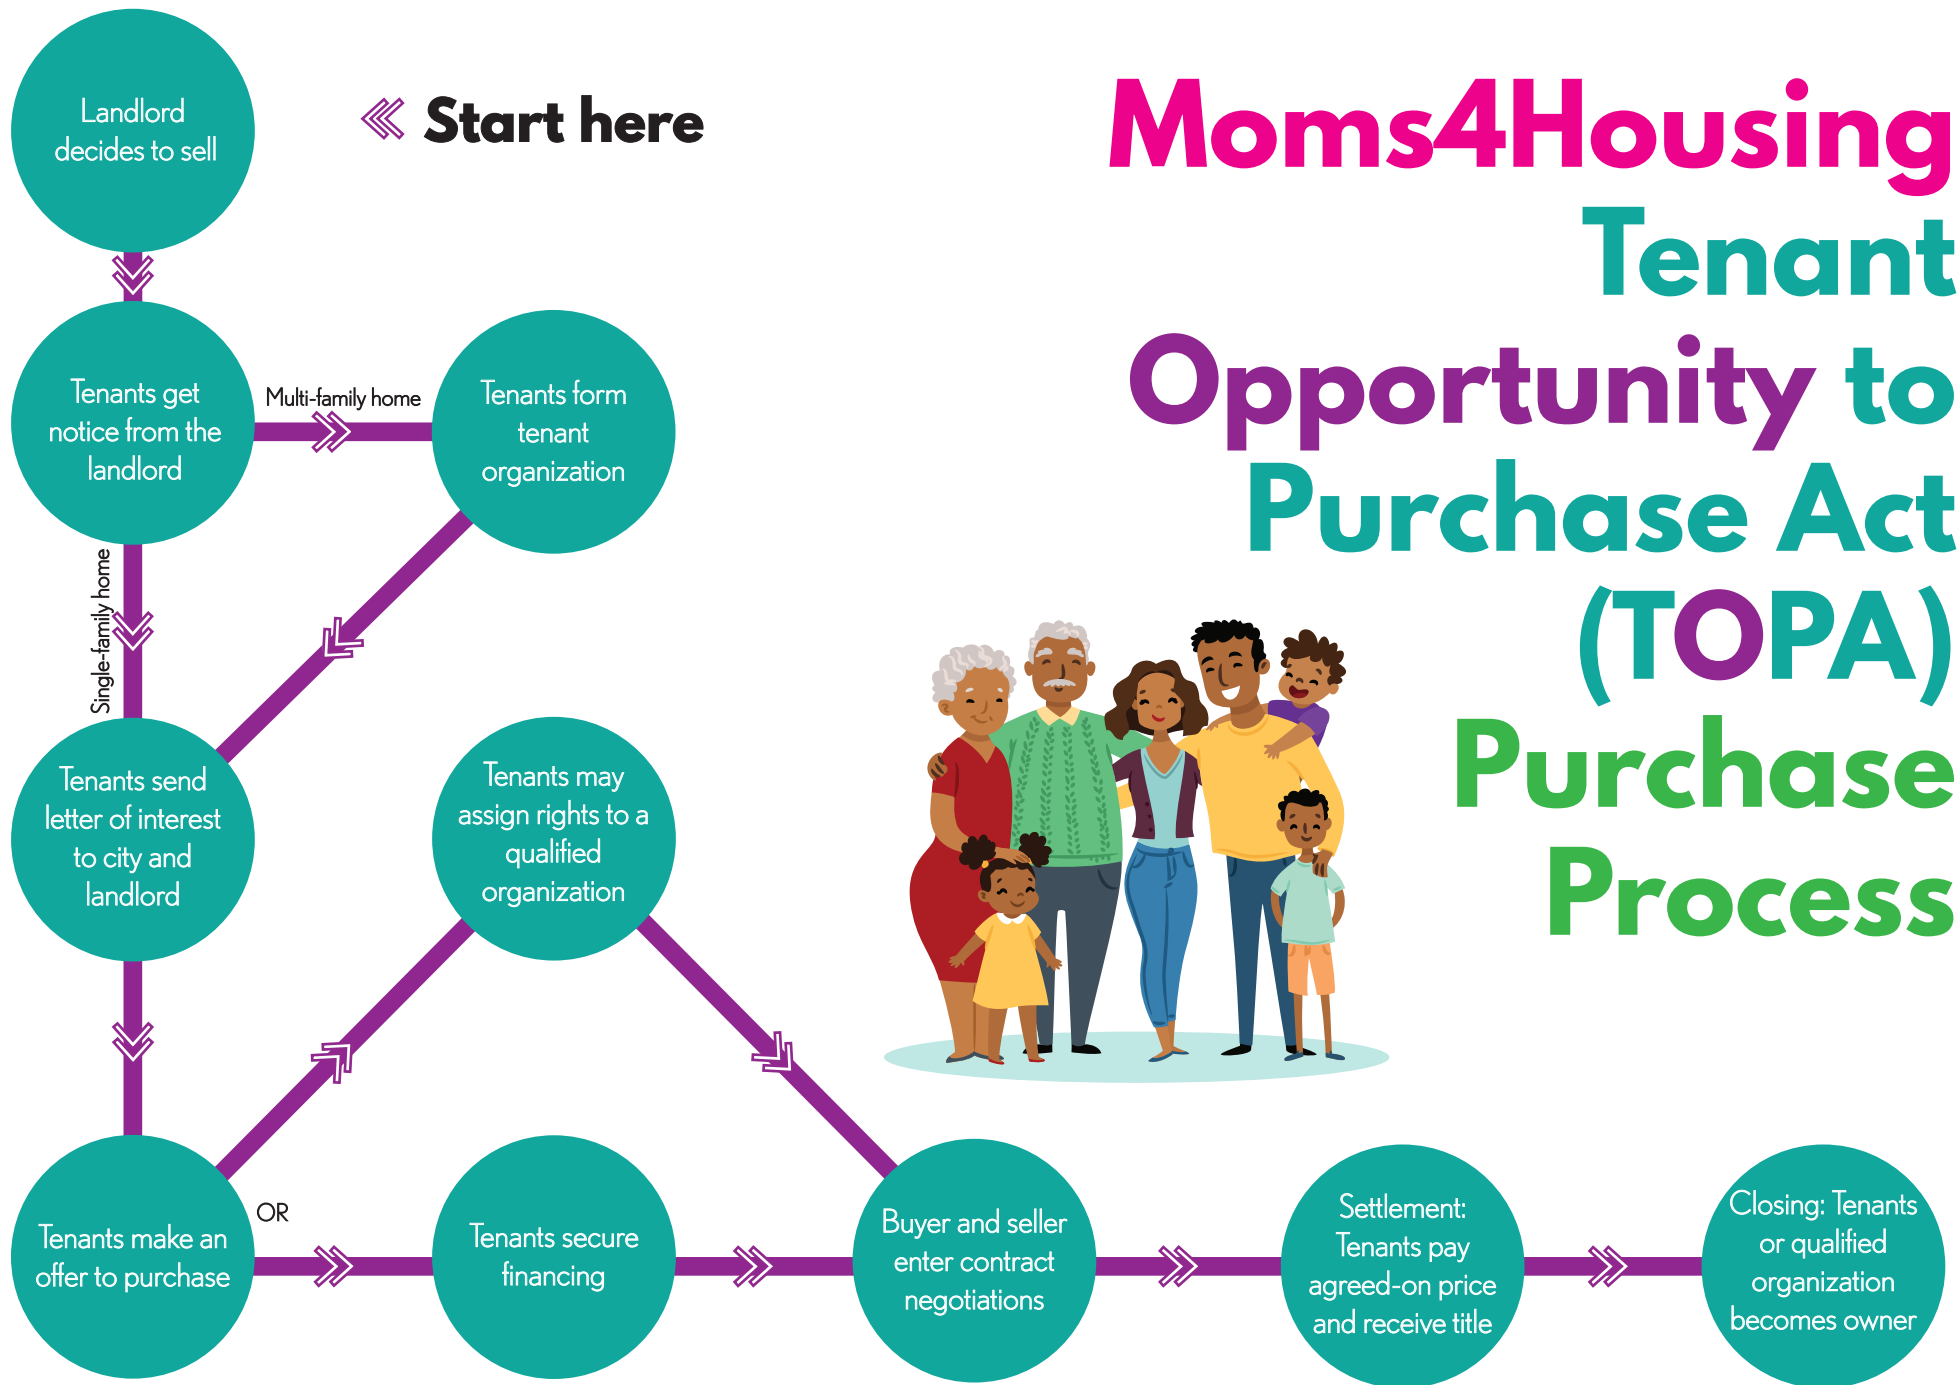 Landlord
decides to sell
Start here
Moms4Housing
Tenant
Opportunity to
Purchase Act
(TOPA)
Purchase
Process
Tenants get
notice from the
landlord
Multi-family home
Tenants form
tenant
organization
Single-family home
Tenants send
letter of interest
to city and
landlord
Tenants may
assign rights to a
qualified
organization
Tenants make an
offer to purchase
OR
Tenants secure
financing
Buyer and seller
enter contract
negotiations
Settlement:
Tenants pay
agreed-on price
and receive title
Closing: Tenants
or qualified
organization
becomes owner